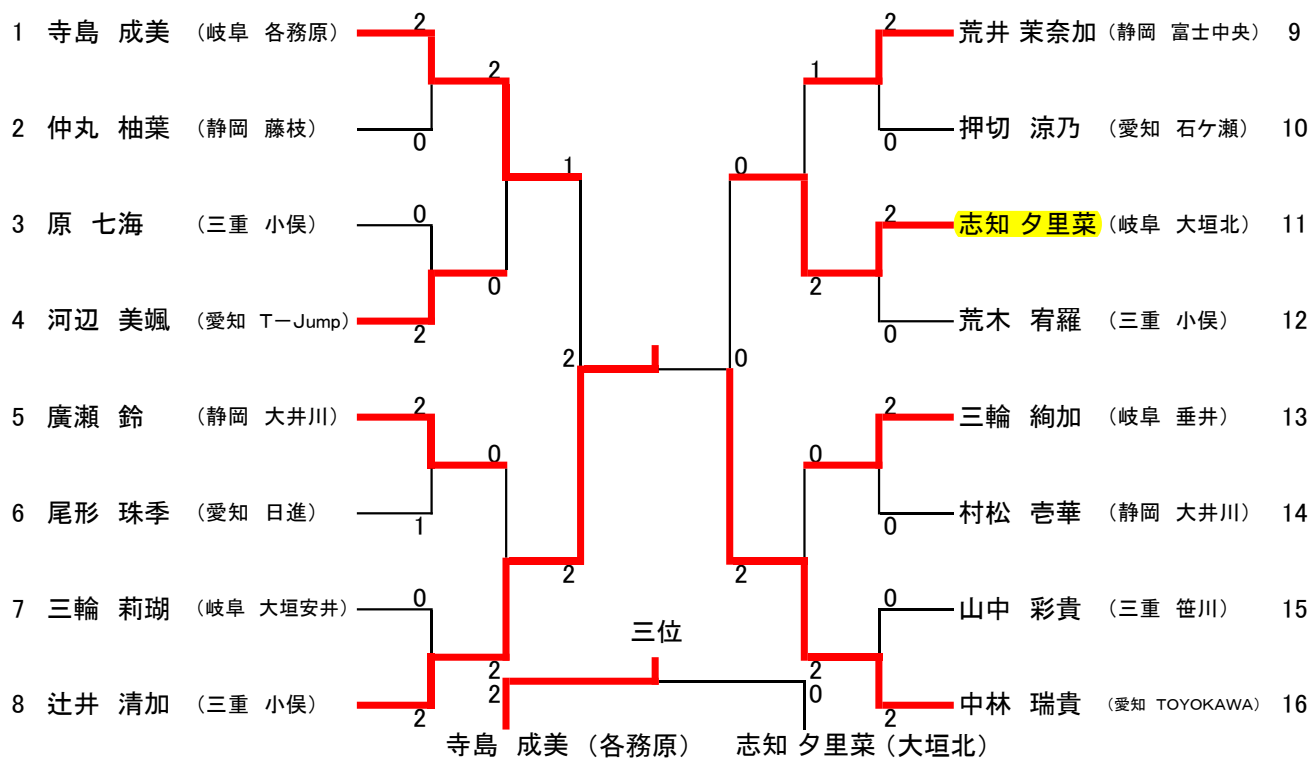 1 寺島 成美 (岐阜 各務原) 2 2 荒井 茉奈加 (静岡 富士中央) 9
2 1
2 仲丸 柚葉 (静岡 藤枝) 0 0 押切 涼乃 (愛知 石ケ瀬) 10
1 0
3 原 七海 (三重 小俣) 0 2 志知 夕里菜 (岐阜 大垣北) 11
0 2
4 河辺 美颯 (愛知 T-Jump) 2 0 荒木 宥羅 (三重 小俣) 12
2 0
5 廣瀬 鈴 (静岡 大井川) 2 2 三輪 絢加 (岐阜 垂井) 13
0 0
6 尾形 珠季 (愛知 日進) 1 0 村松 壱華 (静岡 大井川) 14
2 2
7 三輪 莉瑚 (岐阜 大垣安井) 0 0 山中 彩貴 (三重 笹川) 15
三位
2 2
2 0
8 辻井 清加 (三重 小俣) 2 2 中林 瑞貴 (愛知 TOYOKAWA) 16
寺島 成美 (各務原) 志知 夕里菜 (大垣北)